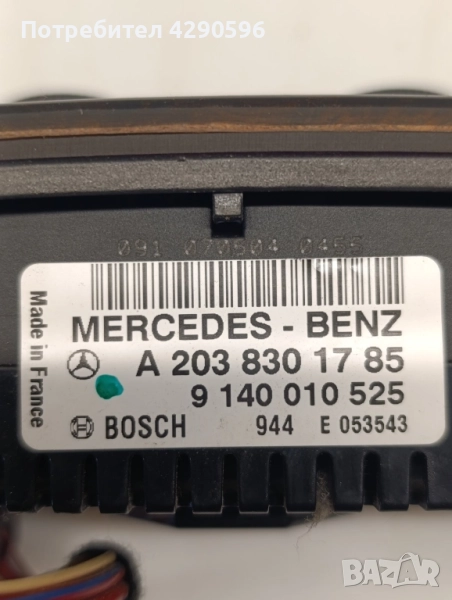 Потребител 4290596
091 070504 0455
MERCEDES - BENZ
A 203 830 17 85
9 140 010 525
BOSCH 944 E 053543
Made in France
BAZAR